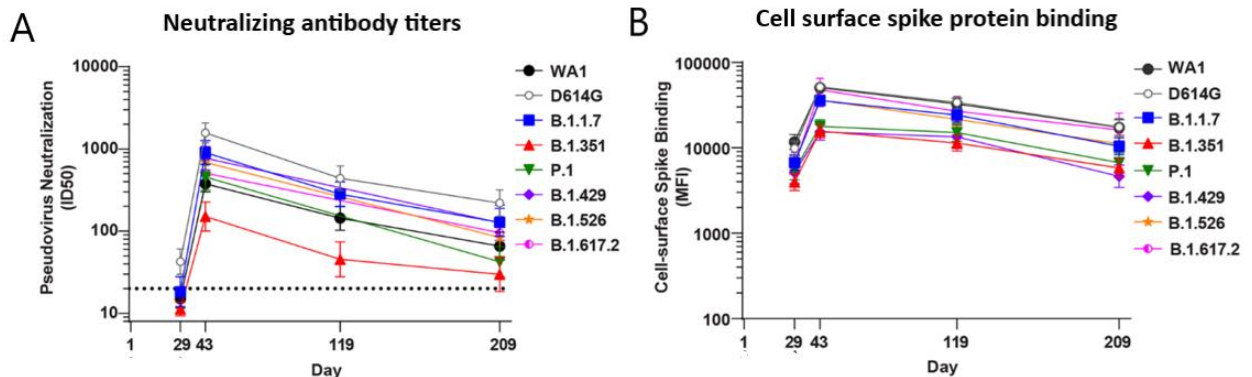 A
Neutralizing antibody titers
Pseudovirus Neutralization
(ID50)
10000
1000
100
10
1
29
43
119
209
Day
WA1
D614G
B.1.1.7
B.1.351
P.1
B.1.429
B.1.526
B.1.617.2
B
Cell surface spike protein binding
Cell-surface Spike Binding
(MFI)
100000
10000
1000
100
1
29
43
119
209
Day
WA1
D614G
B.1.1.7
B.1.351
P.1
B.1.429
B.1.526
B.1.617.2